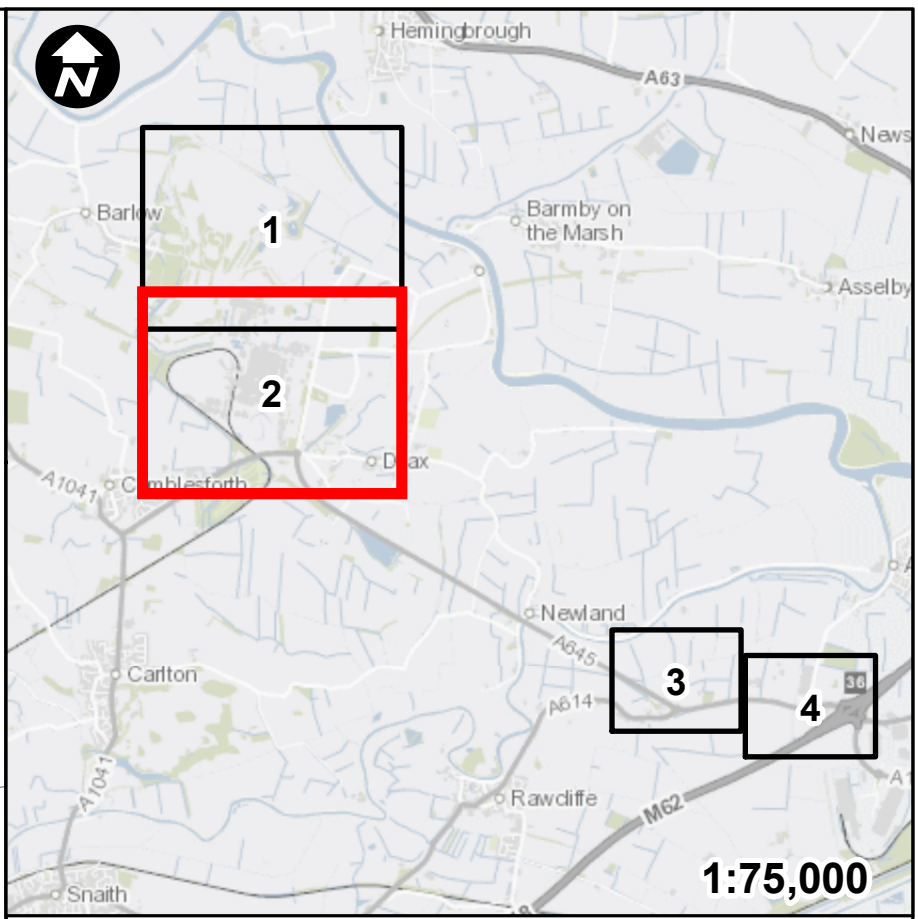 Hemingbrough
N
A63
News
1
Barlow
Barmby on
the Marsh
Asselby
2
Drax
A1041
Camblesforth
Newland
A645
3
36
Carlton
A614
4
A1
A1041
Rawcliffe
M62
1:75,000
Snaith